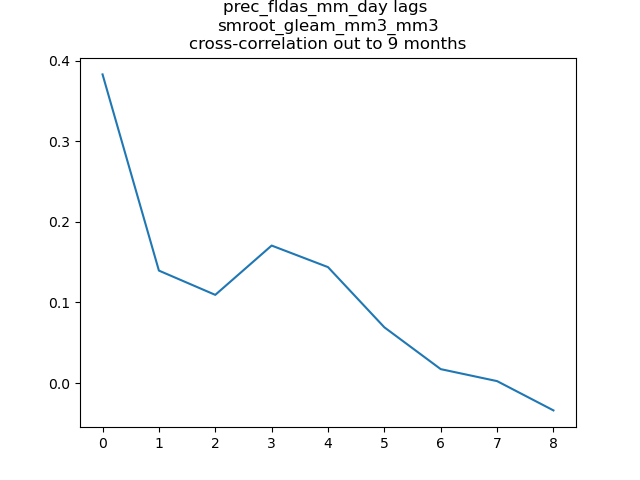 prec_fldas_mm_day lags
smroot_gleam_mm3_mm3
cross-correlation out to 9 months
0.4
0.3
0.2
0.1
0.0
0 1 2 3 4 5 6 7 8